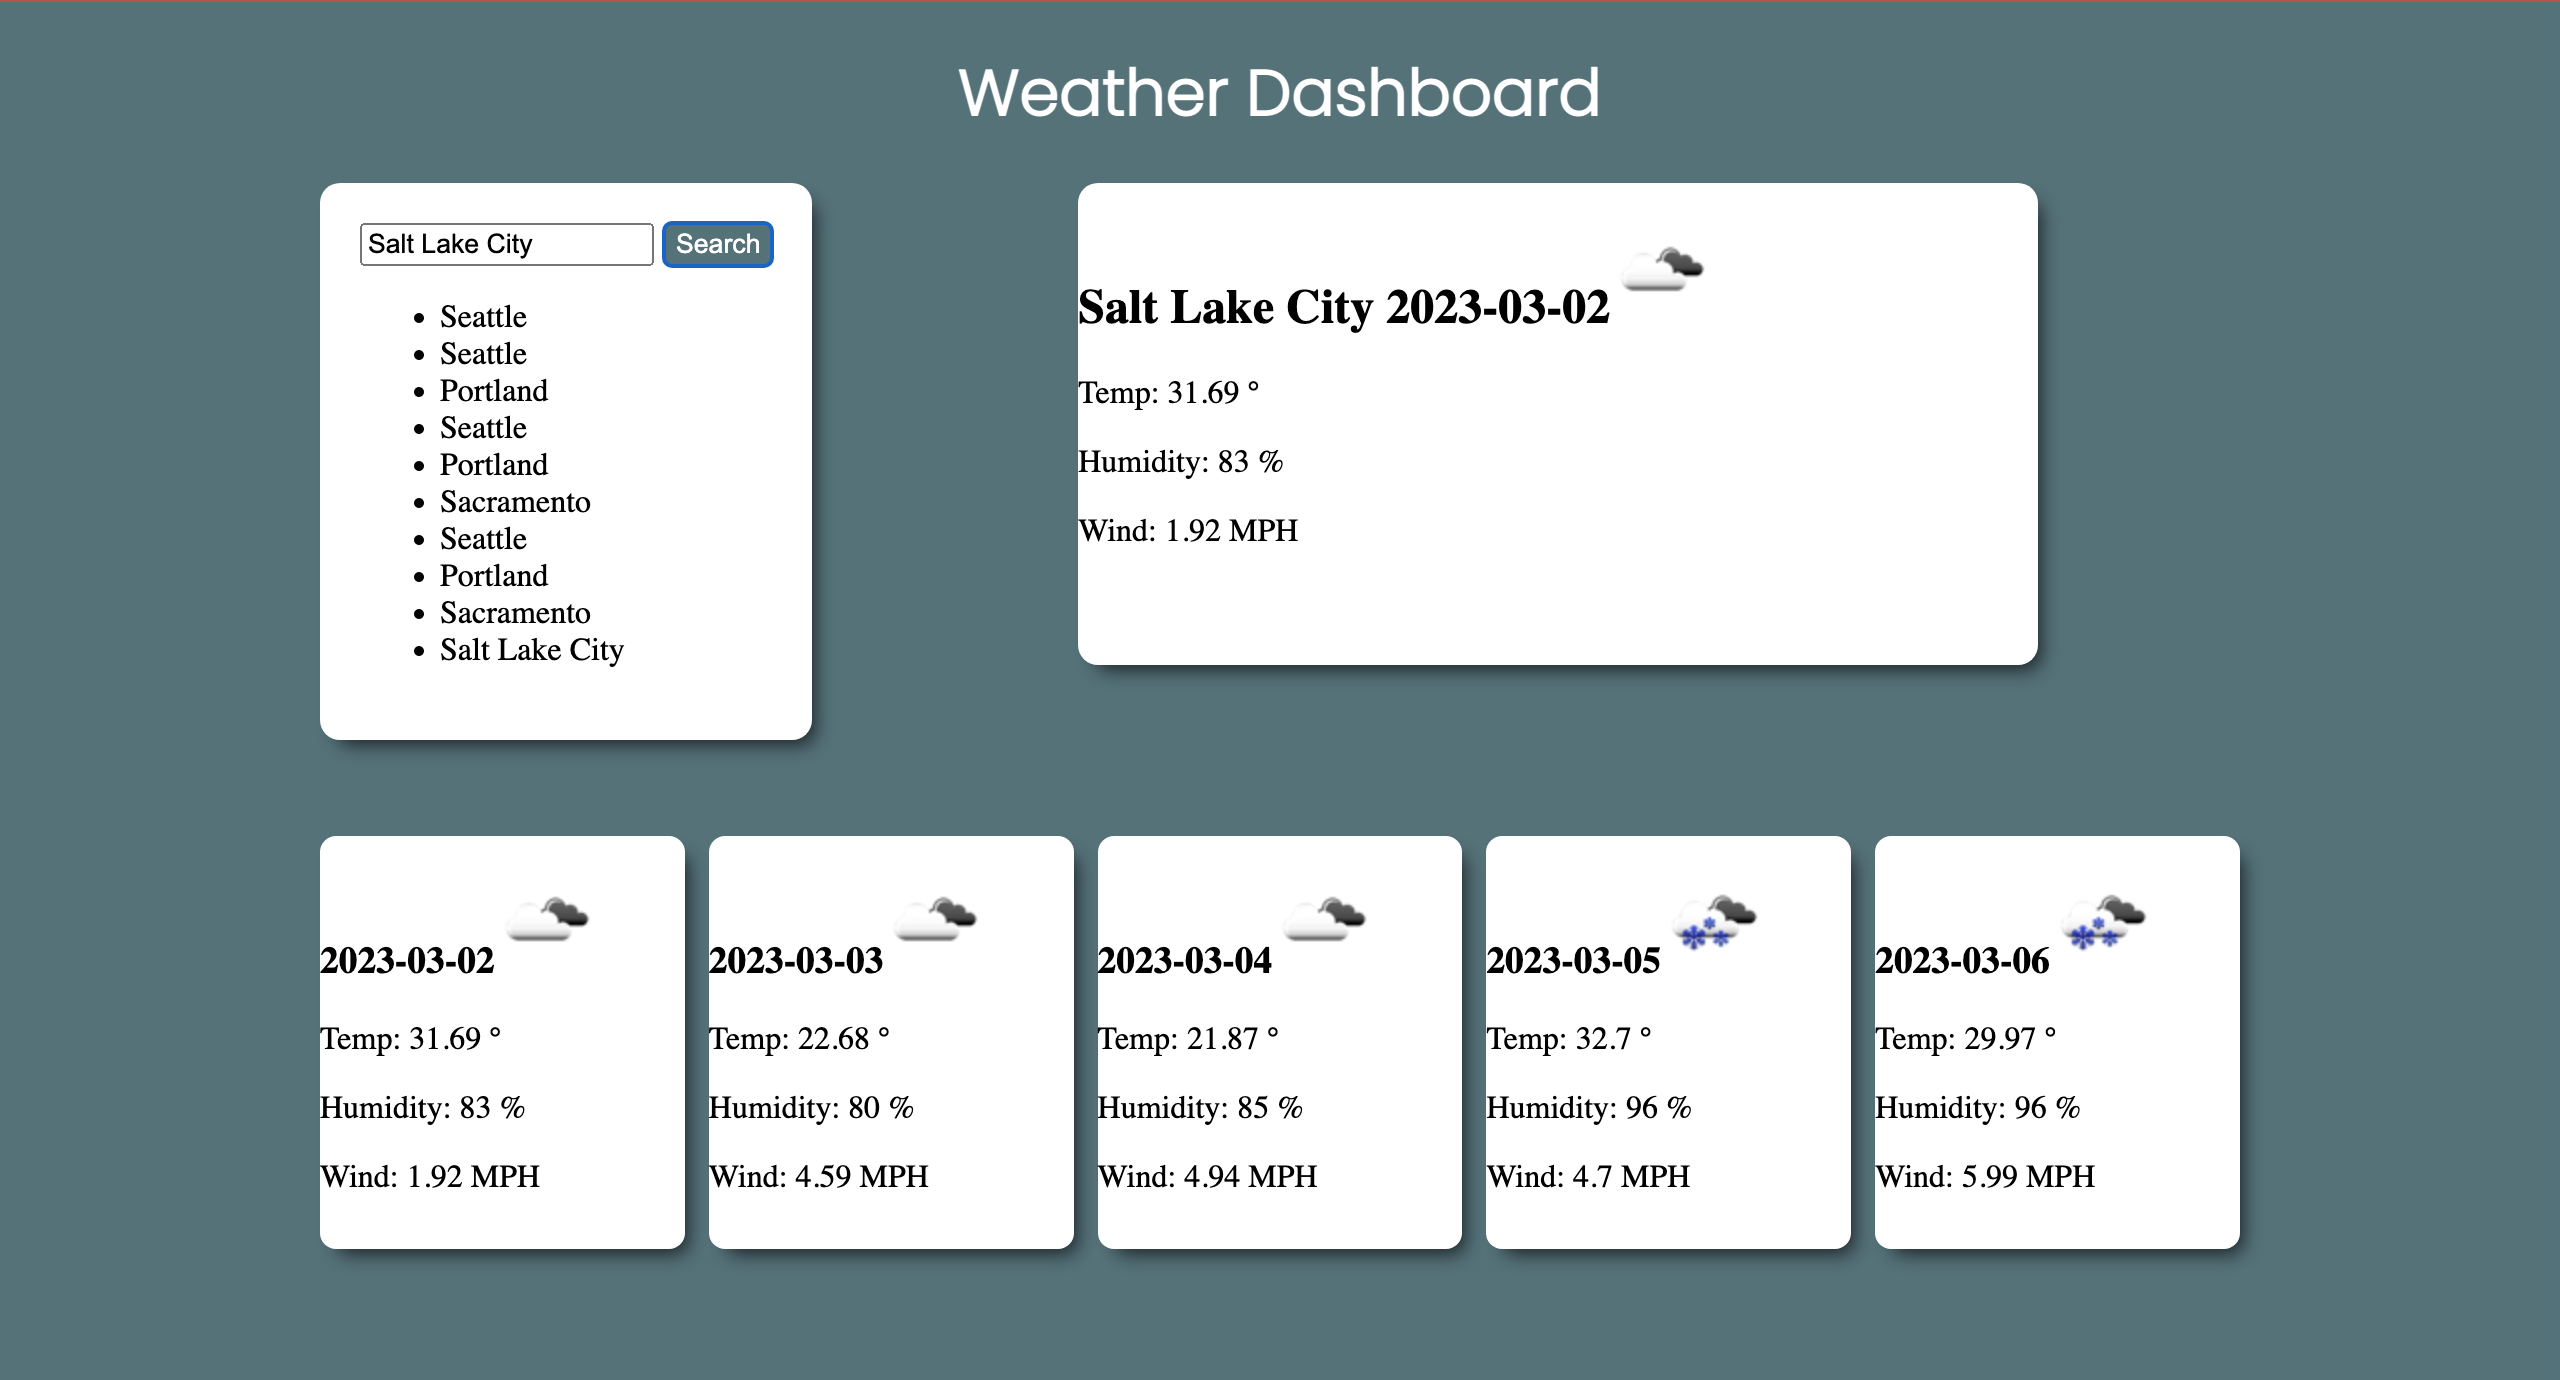 Weather Dashboard
Salt Lake City Search
• Seattle
• Seattle
• Portland
• Seattle
• Portland
• Sacramento
• Seattle
• Portland
• Sacramento
• Salt Lake City
Salt Lake City 2023-03-02
Temp: 31.69 °
Humidity: 83 %
Wind: 1.92 MPH
2023-03-02
Temp: 31.69 °
Humidity: 83 %
Wind: 1.92 MPH
2023-03-03
Temp: 22.68 °
Humidity: 80 %
Wind: 4.59 MPH
2023-03-04
Temp: 21.87 °
Humidity: 85 %
Wind: 4.94 MPH
2023-03-05
Temp: 32.7 °
Humidity: 96 %
Wind: 4.7 MPH
2023-03-06
Temp: 29.97 °
Humidity: 96 %
Wind: 5.99 MPH